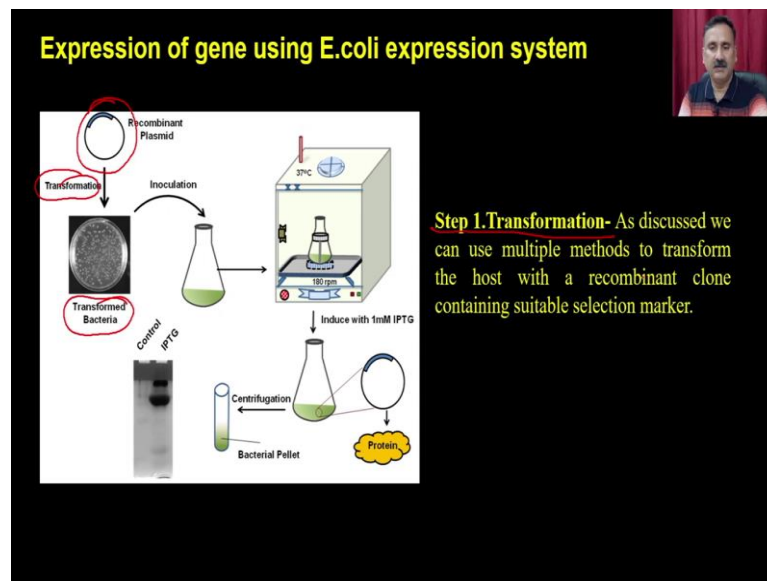 Expression of gene using E.coli expression system
Recombinant
Plasmid
Transformation
Inoculation
37°C
180 rpm
Transformed
Bacteria
Induce with 1mM IPTG
Control
IPTG
Centrifugation
Bacterial Pellet
Protein
Step 1.Transformation- As discussed we
can use multiple methods to transform
the host with a recombinant clone
containing suitable selection marker.